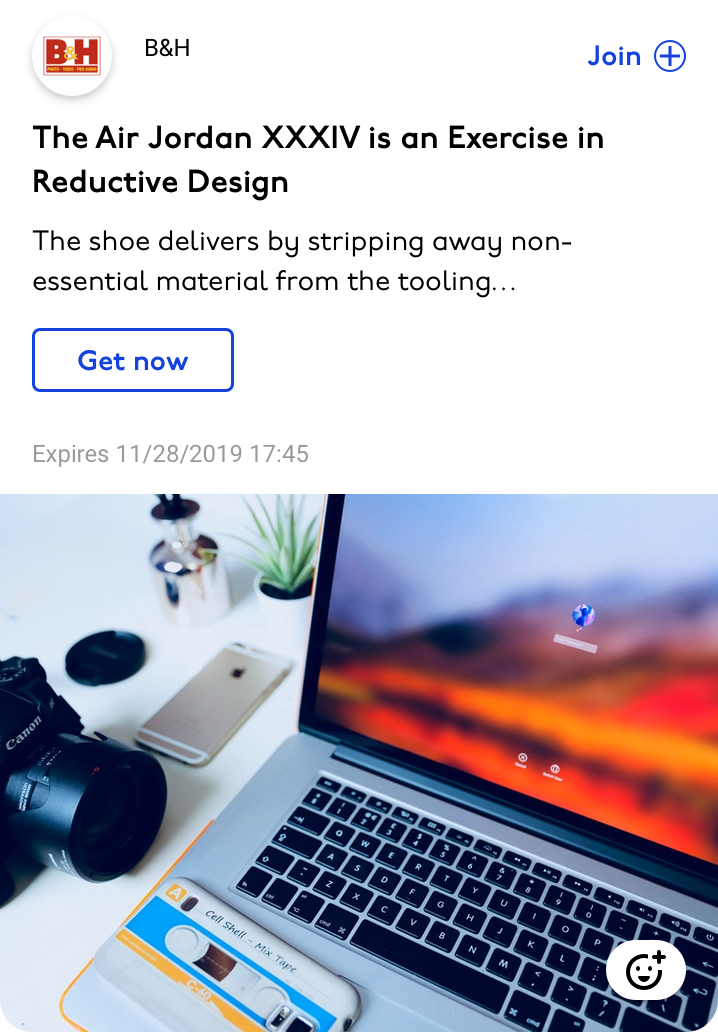 B&H
PHOTO - VIDEO - PRO AUDIO
B&H
Join
The Air Jordan XXXIV is an Exercise in
Reductive Design
The shoe delivers by stripping away non-
essential material from the tooling...
Get now
Expires 11/28/2019 17:45
Canon
A
Cell Shell - Mix Tape
C-60
Q W E R T Y U I O P
A S D F G H J K L
Z X C V B N M